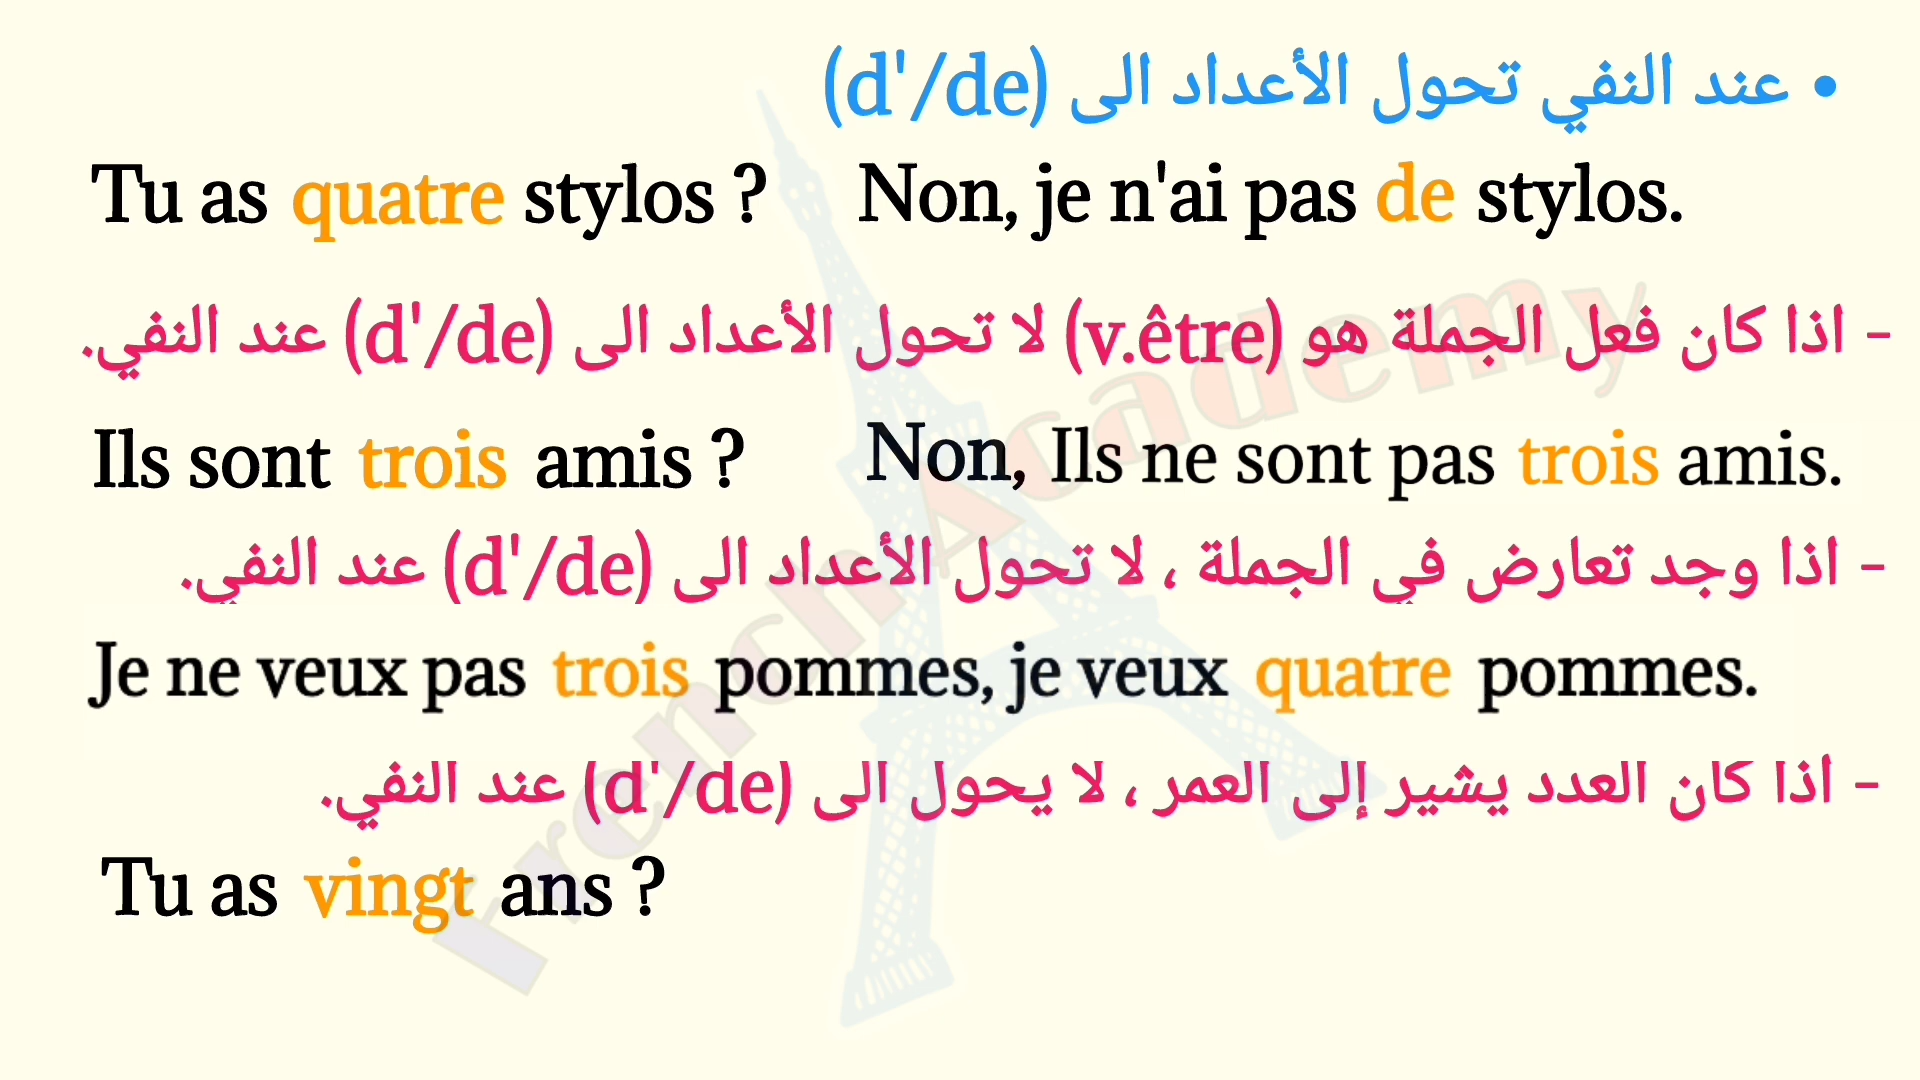 • عند النفي تحول الأعداد الى (d'/de)
Tu as quatre stylos ? Non, je n'ai pas de stylos.
- اذا كان فعل الجملة هو (v.être) لا تحول الأعداد الى (d'/de) عند النفي.
Ils sont trois amis ? Non, Ils ne sont pas trois amis.
- اذا وجد تعارض في الجملة ، لا تحول الأعداد الى (d'/de) عند النفي.
Je ne veux pas trois pommes, je veux quatre pommes.
- أذا كان العدد يشير إلى العمر ، لا يحول الى (d'/de) عند النفي.
Tu as vingt ans ?
French Academy